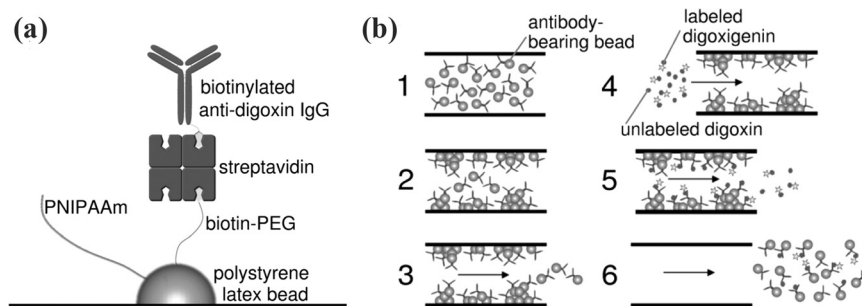 (a)
biotinylated
anti-digoxin IgG
streptavidin
PNIPAAm
biotin-PEG
polystyrene
latex bead
(b)
antibody-
bearing bead
labeled
digoxigenin
1
4
unlabeled digoxin
2
5
3
6